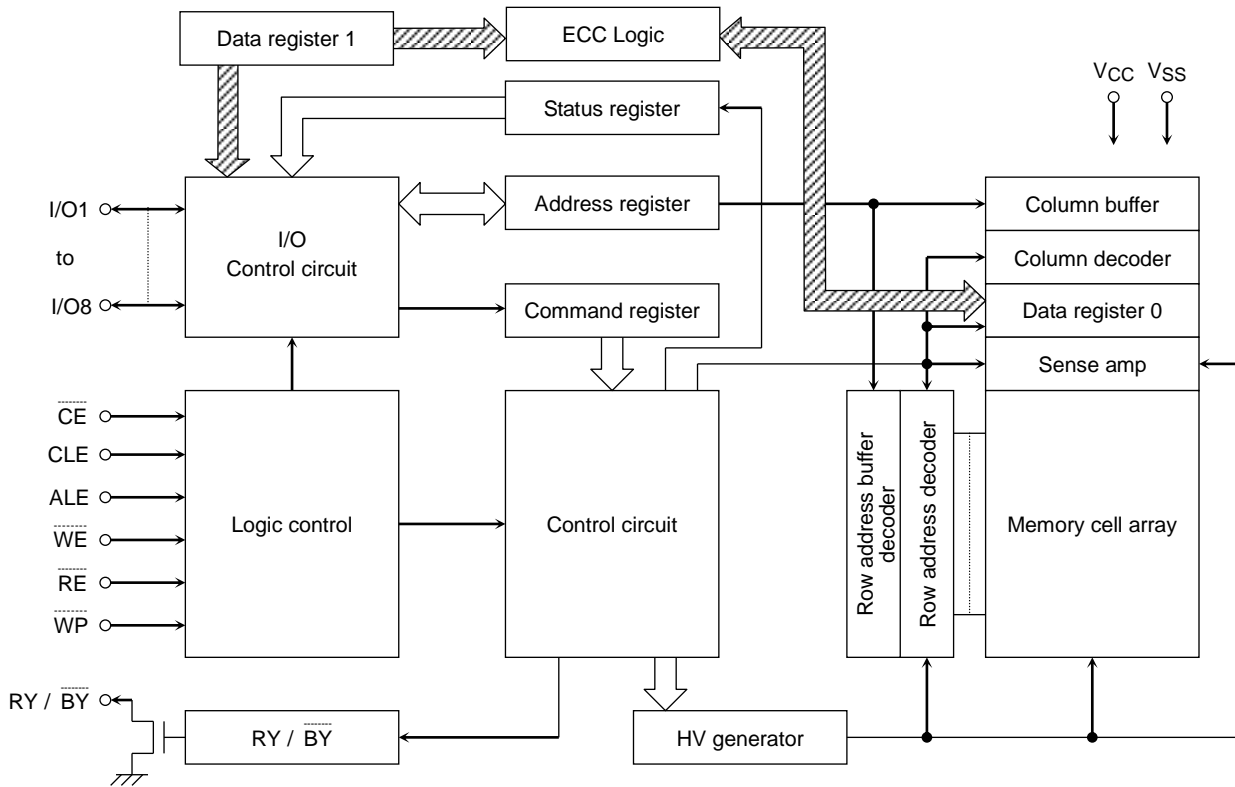 Data register 1
ECC Logic
Status register
VCC
VSS
I/O1
to
I/O8
I/O
Control circuit
Address register
Command register
Column buffer
Column decoder
Data register 0
Sense amp
CE
CLE
ALE
WE
RE
WP
Logic control
Control circuit
Row address buffer
decoder
Row address decoder
Memory cell array
RY / BY
RY / BY
HV generator